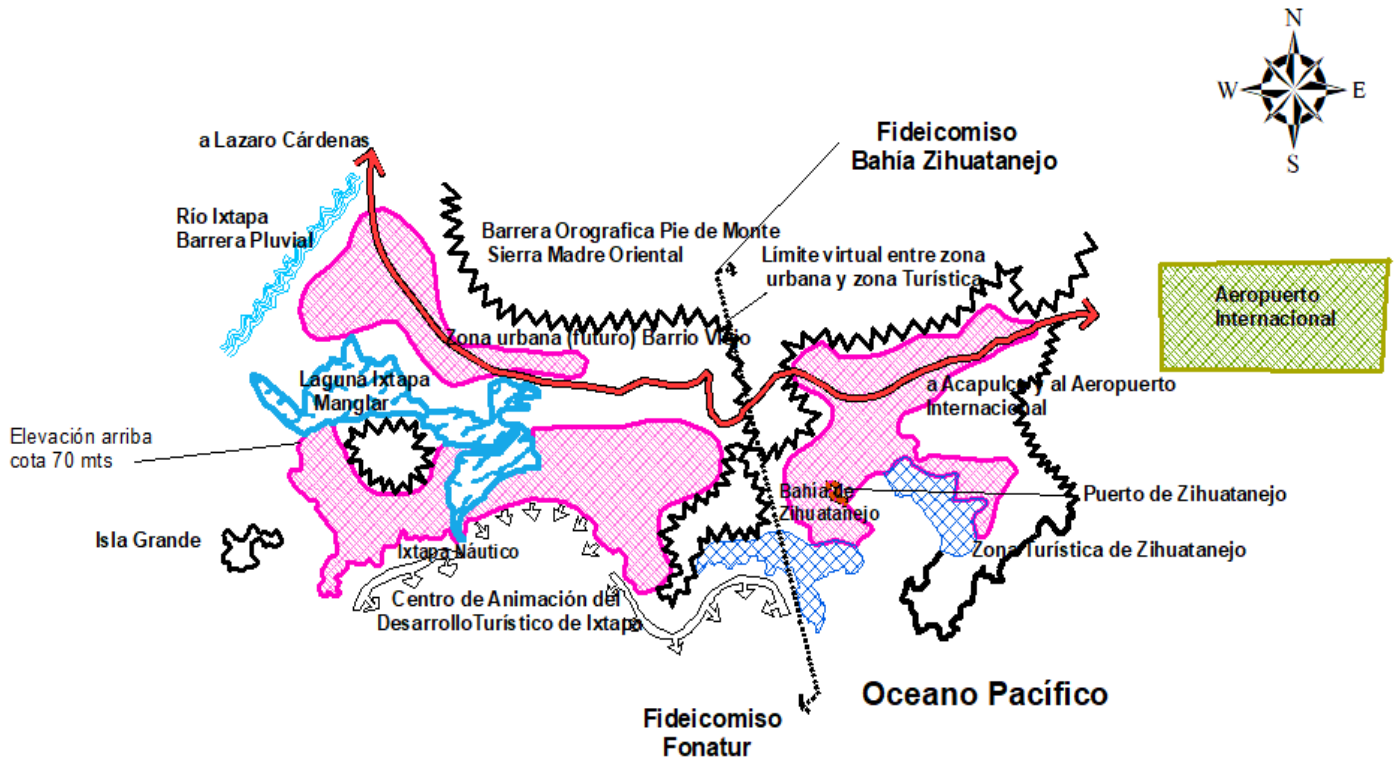 N
W
E
S
a Lazaro Cárdenas
Fideicomiso
Bahía Zihuatanejo
Río Ixtapa
Barrera Pluvial
Barrera Orografica Pie de Monte
Sierra Madre Oriental
Límite virtual entre zona
urbana y zona Turística
Aeropuerto
Internacional
Zona urbana (futuro) Barrio Viejo
Laguna Ixtapa
Manglar
a Acapulco y al Aeropuerto
Internacional
Elevación arriba
cota 70 mts
Bahía de
Zihuatanejo
Puerto de Zihuatanejo
Isla Grande
Ixtapa Náutico
Zona Turística de Zihuatanejo
Centro de Animación del
DesarrolloTurístico de Ixtapa
Oceano Pacífico
Fideicomiso
Fonatur